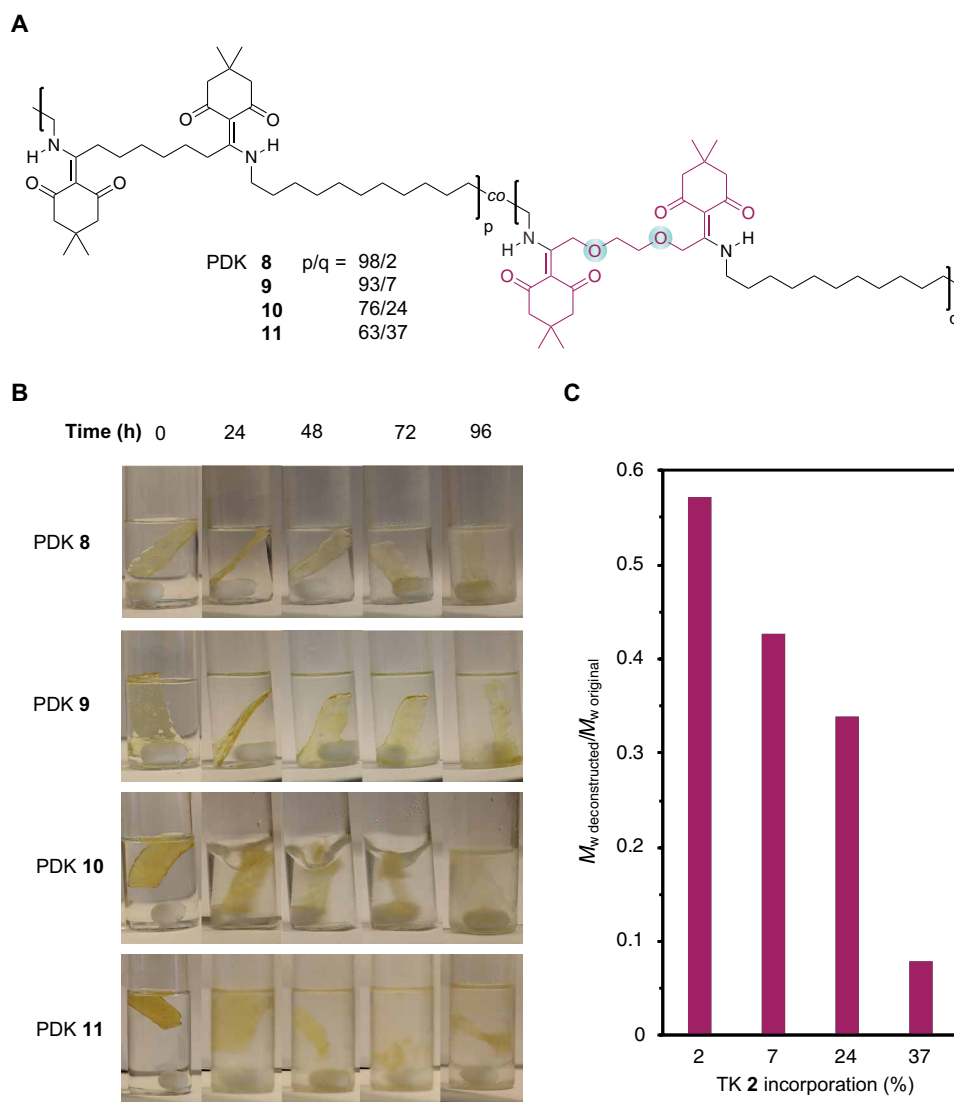 A
O
O
N
H
H
N
O
O
p
co
O
O
N
H
O
O
H
N
O
O
PDK 8 p/q = 98/2
9 93/7
10 76/24
11 63/37
B
Time (h) 0 24 48 72 96
PDK 8
PDK 9
PDK 10
PDK 11
C
Mw deconstructed/Mw original
0.6
0.5
0.4
0.3
0.2
0.1
0
2 7 24 37
TK 2 incorporation (%)